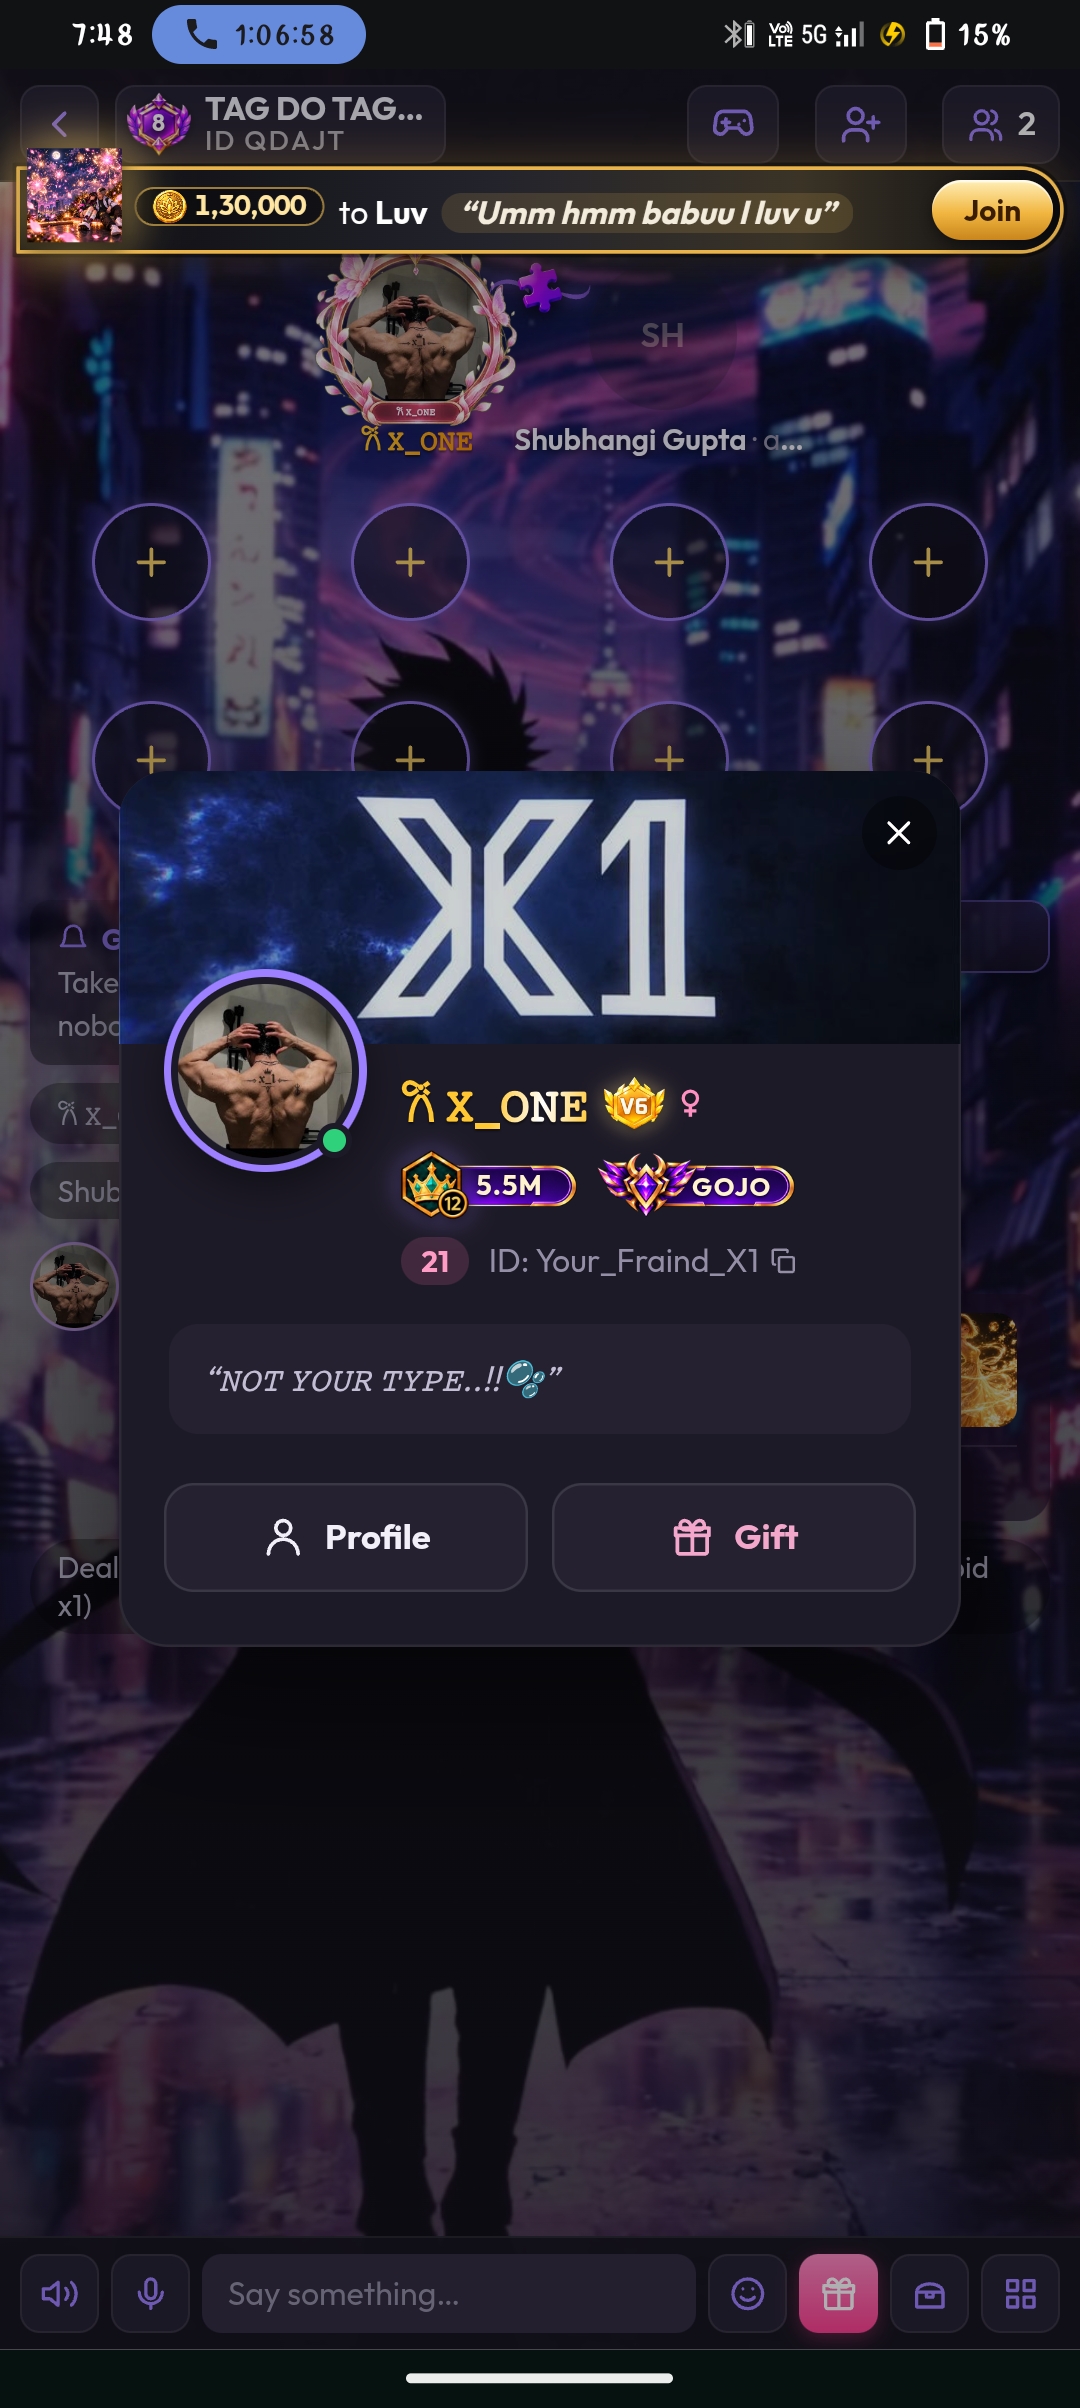 7:48
1:06:58
Vo)) LTE 5G
15%
8
TAG DO TAG...
ID QDAJT
2
1,30,000 to Luv "Umm hmm babuu I luv u"
Join
SH
X_ONE
X_ONE
Shubhangi Gupta · a...
X1
G
Take
nobo
X_
Shub
X_ONE V6 ♀
12 5.5M GOJO
21 ID: Your_Fraind_X1
"NOT YOUR TYPE..!!🫧"
Profile
Gift
Deal
x1)
Say something...